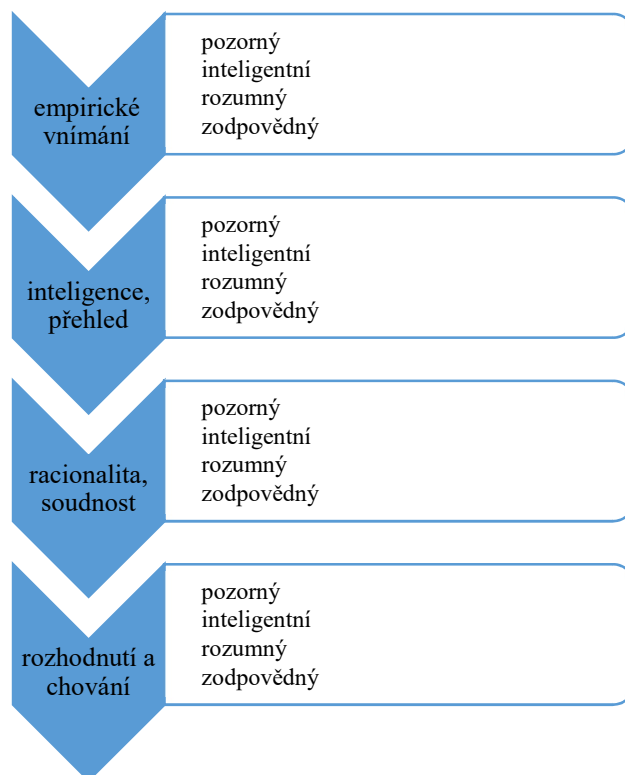 empirické
vnímání
pozorný
inteligentní
rozumný
zodpovědný
inteligence,
přehled
pozorný
inteligentní
rozumný
zodpovědný
racionalita,
soudnost
pozorný
inteligentní
rozumný
zodpovědný
rozhodnutí a
chování
pozorný
inteligentní
rozumný
zodpovědný